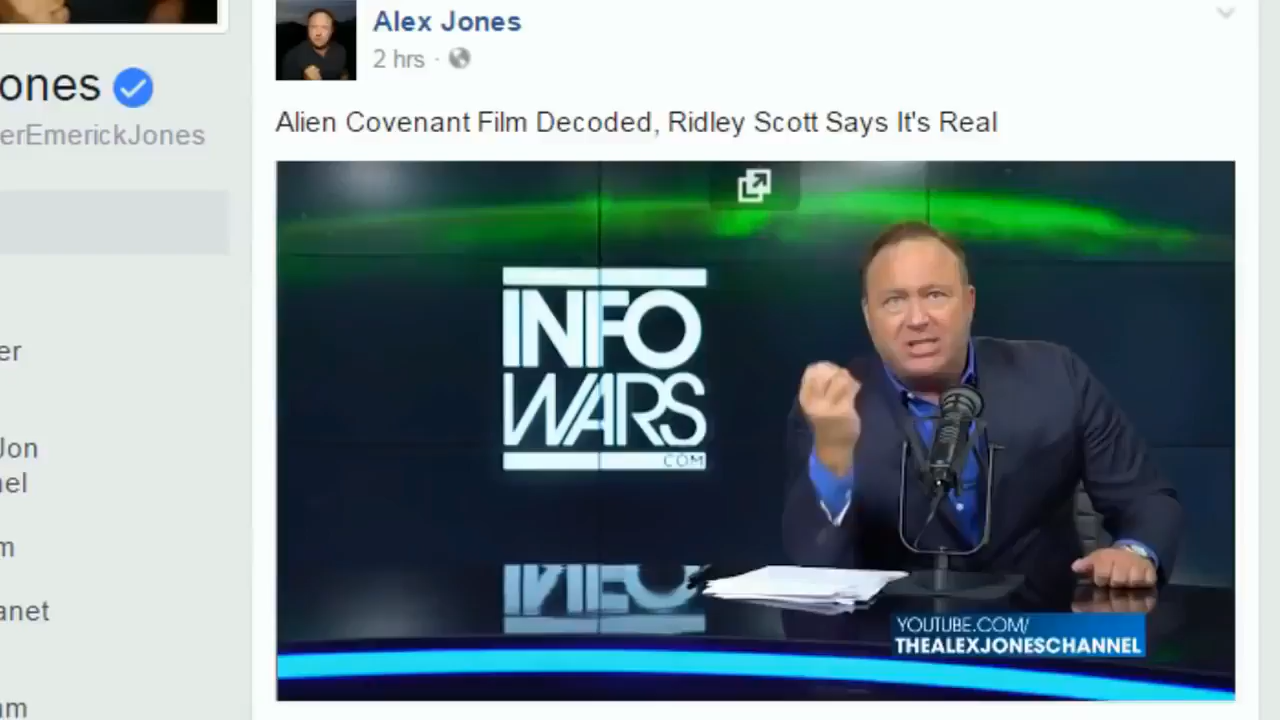 Alex Jones
2 hrs ·
ones
erEmerickJones
Alien Covenant Film Decoded, Ridley Scott Says It's Real
INFO
WARS
.COM
er
Jon
nel
m
anet
am
YOUTUBE.COM/
THEALEXJONESCHANNEL